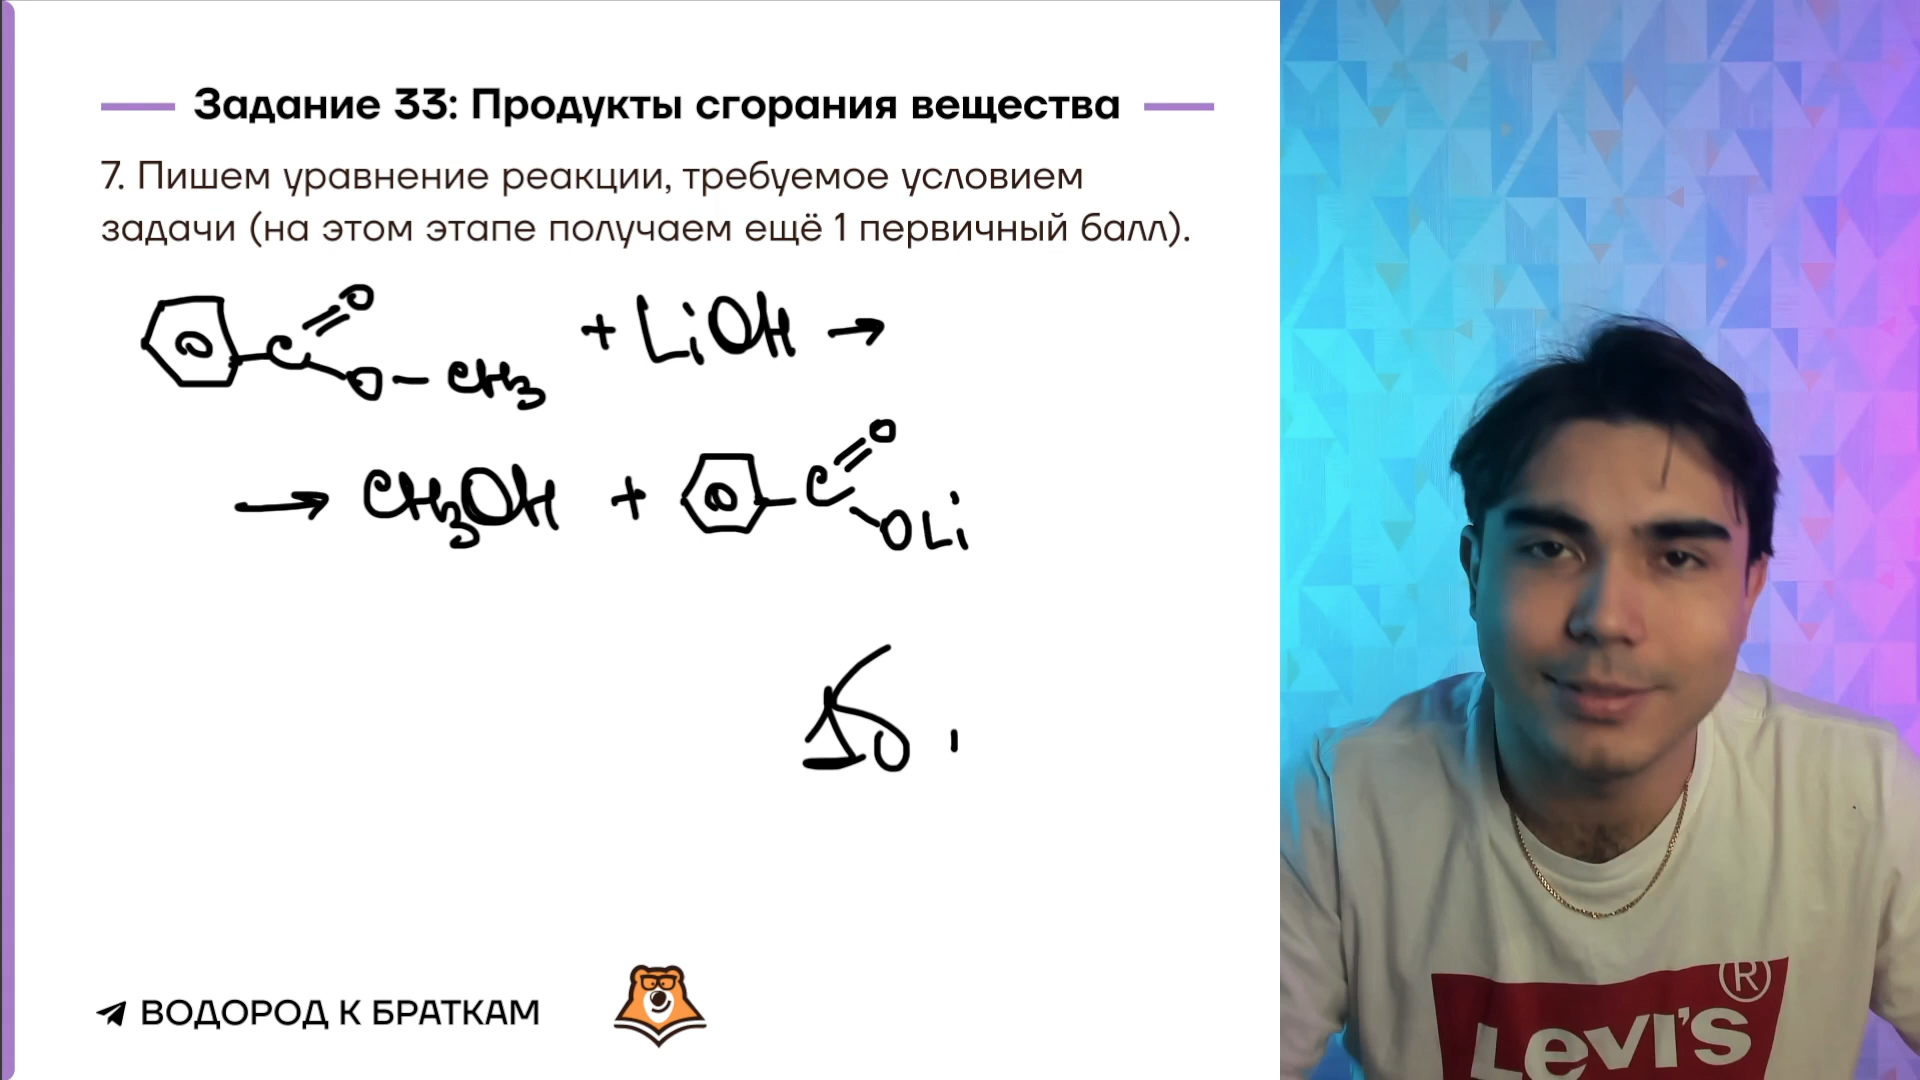 Задание 33: Продукты сгорания вещества
7. Пишем уравнение реакции, требуемое условием
задачи (на этом этапе получаем ещё 1 первичный балл).
C O O – CH3 + LiOH →
→ CH3OH + C O OLi
ВОДОРОД К БРАТКАМ
LEVI'S ®